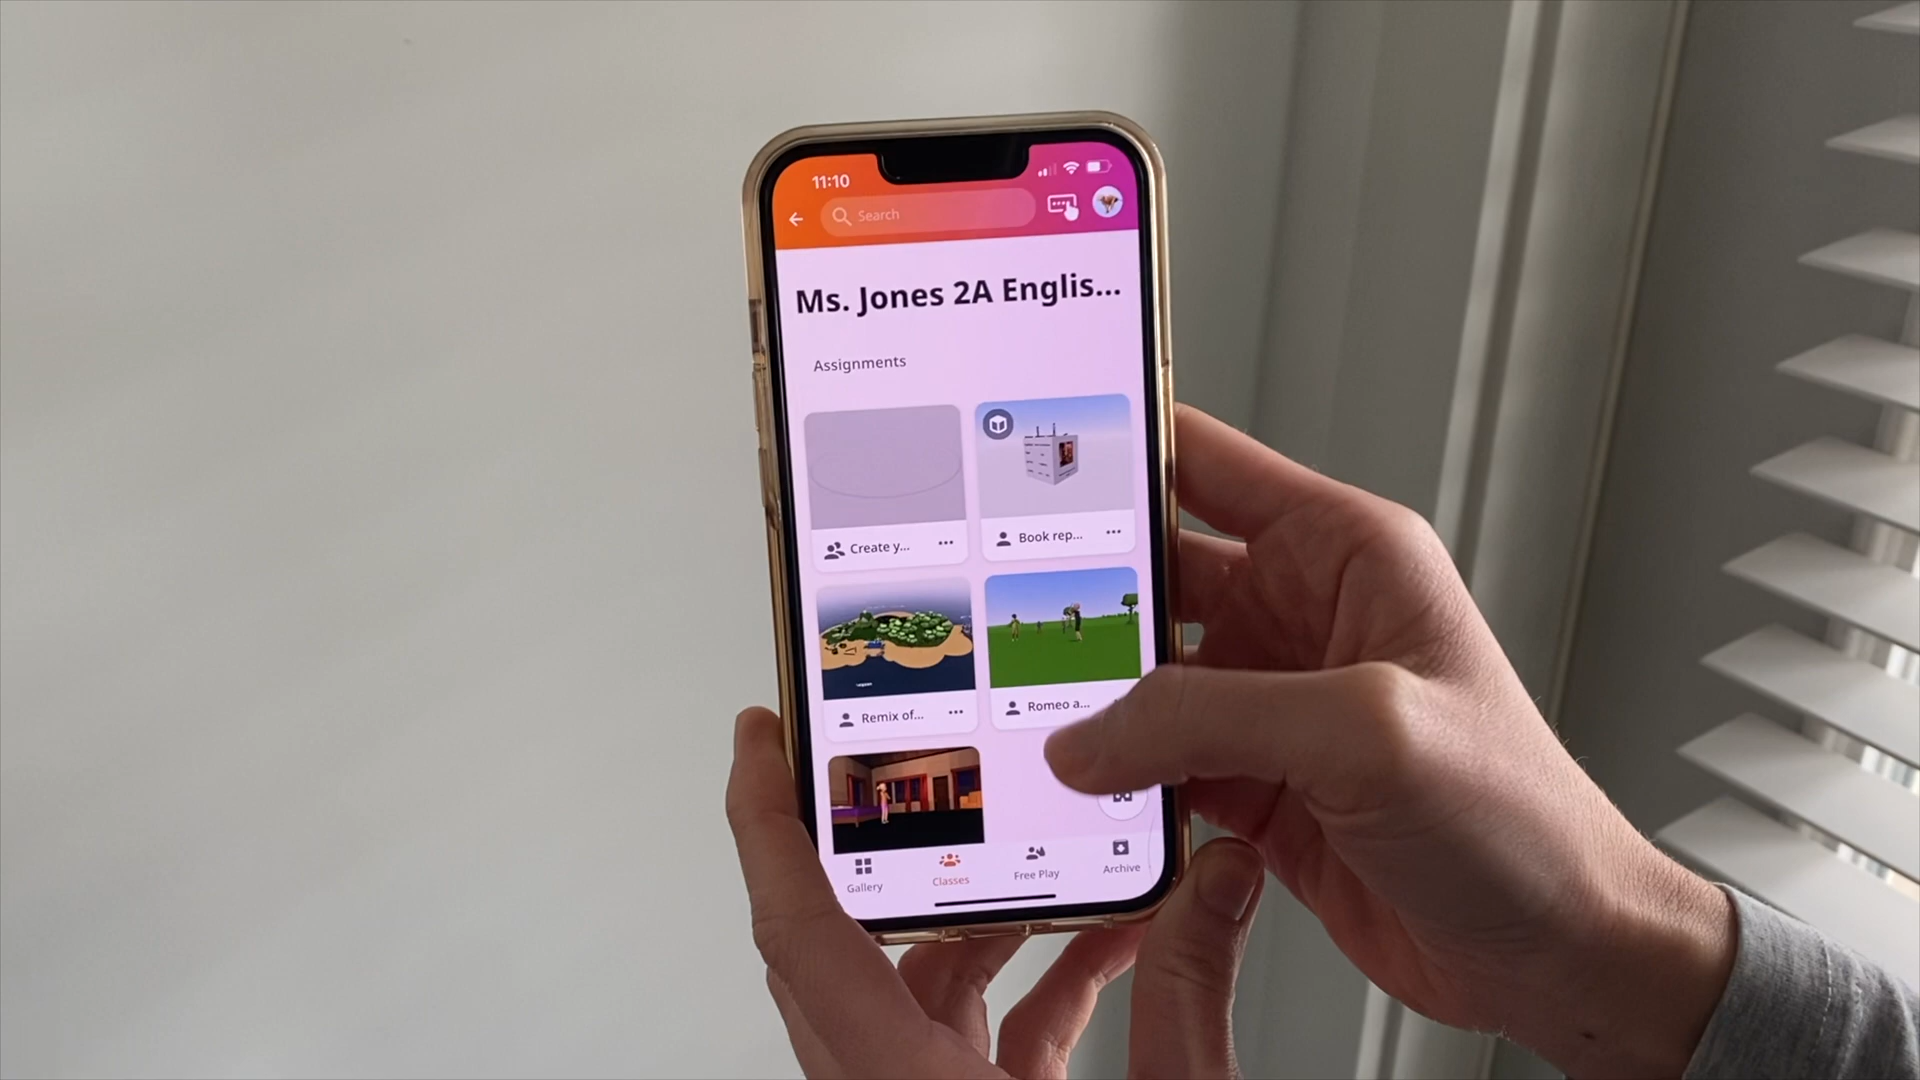 11:10
Search
Ms. Jones 2A Englis...
Assignments
Create y...
Book rep...
Remix of...
Romeo a...
Gallery
Classes
Free Play
Archive